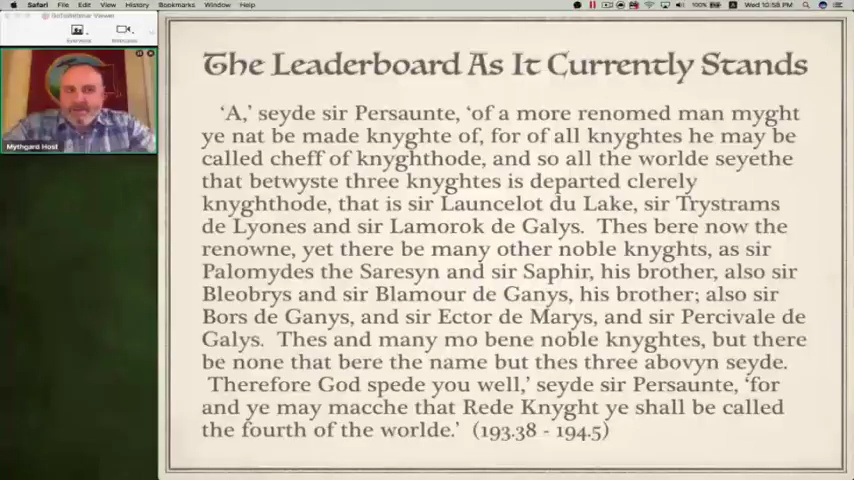 Safari File Edit View History Bookmarks Window Help
100% Wed 10:58 PM
GoToWebinar Viewer
Mythgard Host
The Leaderboard As It Currently Stands
‘A,’ seyde sir Persaunte, ‘of a more renomed man myght
ye nat be made knyghte of, for of all knyghtes he may be
called cheff of knyghthode, and so all the worlde seyethe
that betwyste three knyghtes is departed clerely
knyghthode, that is sir Launcelot du Lake, sir Trystrams
de Lyones and sir Lamorok de Galys. Thes bere now the
renowne, yet there be many other noble knyghts, as sir
Palomydes the Saresyn and sir Saphir, his brother, also sir
Bleobrys and sir Blamour de Ganys, his brother; also sir
Bors de Ganys, and sir Ector de Marys, and sir Percivale de
Galys. Thes and many mo bene noble knyghtes, but there
be none that bere the name but thes three abovyn seyde.
Therefore God spede you well,’ seyde sir Persaunte, ‘for
and ye may macche that Rede Knyght ye shall be called
the fourth of the worlde.’ (193.38 - 194.5)